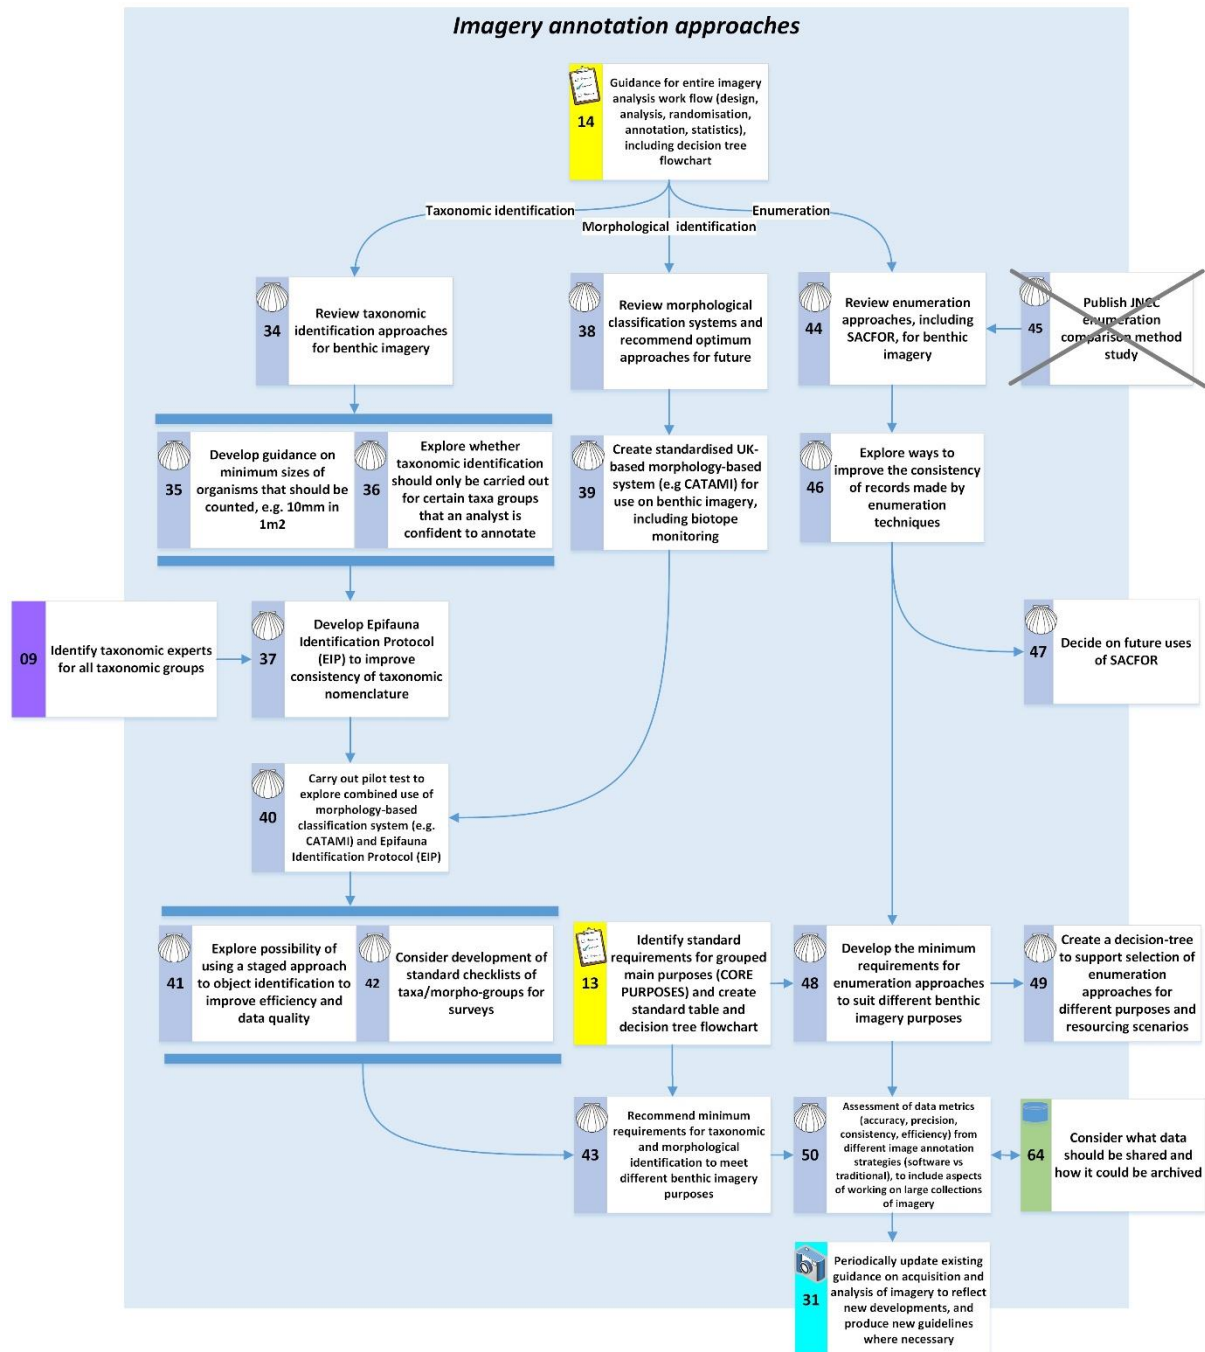 Imagery annotation approaches
14
Guidance for entire imagery
analysis work flow (design,
analysis, randomisation,
annotation, statistics),
including decision tree
flowchart
Taxonomic identification
Morphological identification
Enumeration
34
Review taxonomic
identification approaches
for benthic imagery
38
Review morphological
classification systems and
recommend optimum
approaches for future
44
Review enumeration
approaches, including
SACFOR, for benthic
imagery
45
Publish JNCC
enumeration
comparison method
study
35
Develop guidance on
minimum sizes of
organisms that should be
counted, e.g. 10mm in
1m2
36
Explore whether
taxonomic identification
should only be carried out
for certain taxa groups
that an analyst is
confident to annotate
39
Create standardised UK-
based morphology-based
system (e.g CATAMI) for
use on benthic imagery,
including biotope
monitoring
46
Explore ways to
improve the consistency
of records made by
enumeration
techniques
09
Identify taxonomic experts
for all taxonomic groups
37
Develop Epifauna
Identification Protocol
(EIP) to improve
consistency of taxonomic
nomenclature
47
Decide on future uses
of SACFOR
40
Carry out pilot test to
explore combined use of
morphology-based
classification system (e.g.
CATAMI) and Epifauna
Identification Protocol (EIP)
41
Explore possibility of
using a staged approach
to object identification to
improve efficiency and
data quality
42
Consider development of
standard checklists of
taxa/morpho-groups for
surveys
13
Identify standard
requirements for grouped
main purposes (CORE
PURPOSES) and create
standard table and
decision tree flowchart
48
Develop the minimum
requirements for
enumeration approaches
to suit different benthic
imagery purposes
49
Create a decision-tree
to support selection of
enumeration
approaches for
different purposes and
resourcing scenarios
43
Recommend minimum
requirements for taxonomic
and morphological
identification to meet
different benthic imagery
purposes
50
Assessment of data metrics
(accuracy, precision,
consistency, efficiency) from
different image annotation
strategies (software vs
traditional), to include aspects
of working on large collections
of imagery
64
Consider what data
should be shared and
how it could be archived
31
Periodically update existing
guidance on acquisition and
analysis of imagery to reflect
new developments, and
produce new guidelines
where necessary